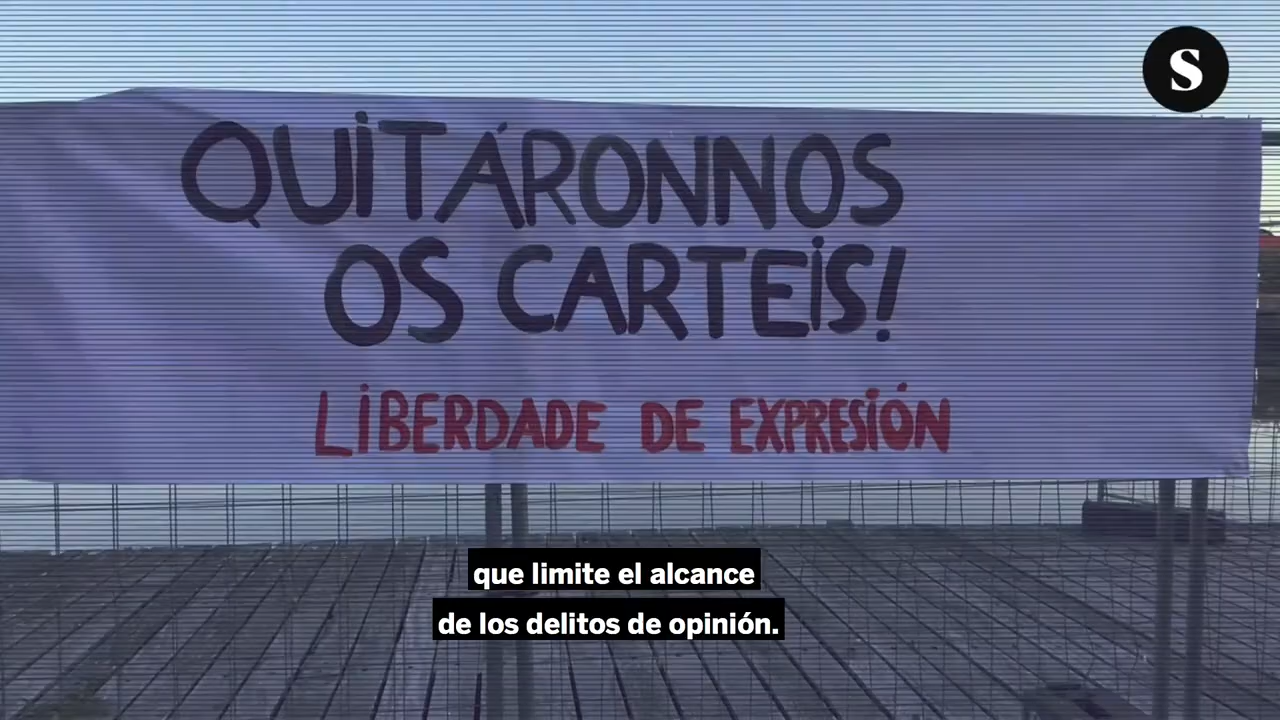 S
QUITÁRONNOS
OS CARTEIS!
LIBERDADE DE EXPRESIÓN
que limite el alcance
de los delitos de opinión.